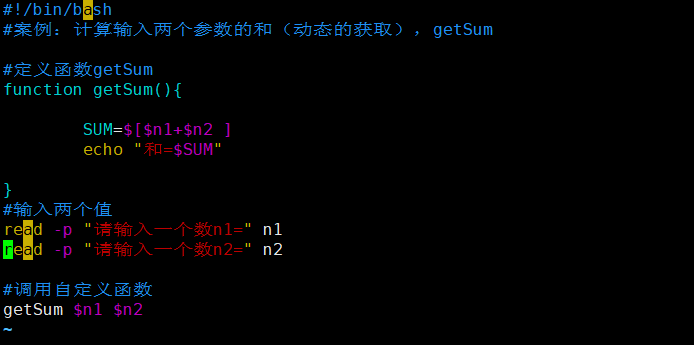 #!/bin/bash
#案例：计算输入两个参数的和（动态的获取），getSum
#定义函数getSum
function getSum(){
SUM=$[$n1+$n2 ]
echo "和=$SUM"
}
#输入两个值
read -p "请输入一个数n1=" n1
read -p "请输入一个数n2=" n2
#调用自定义函数
getSum $n1 $n2
~